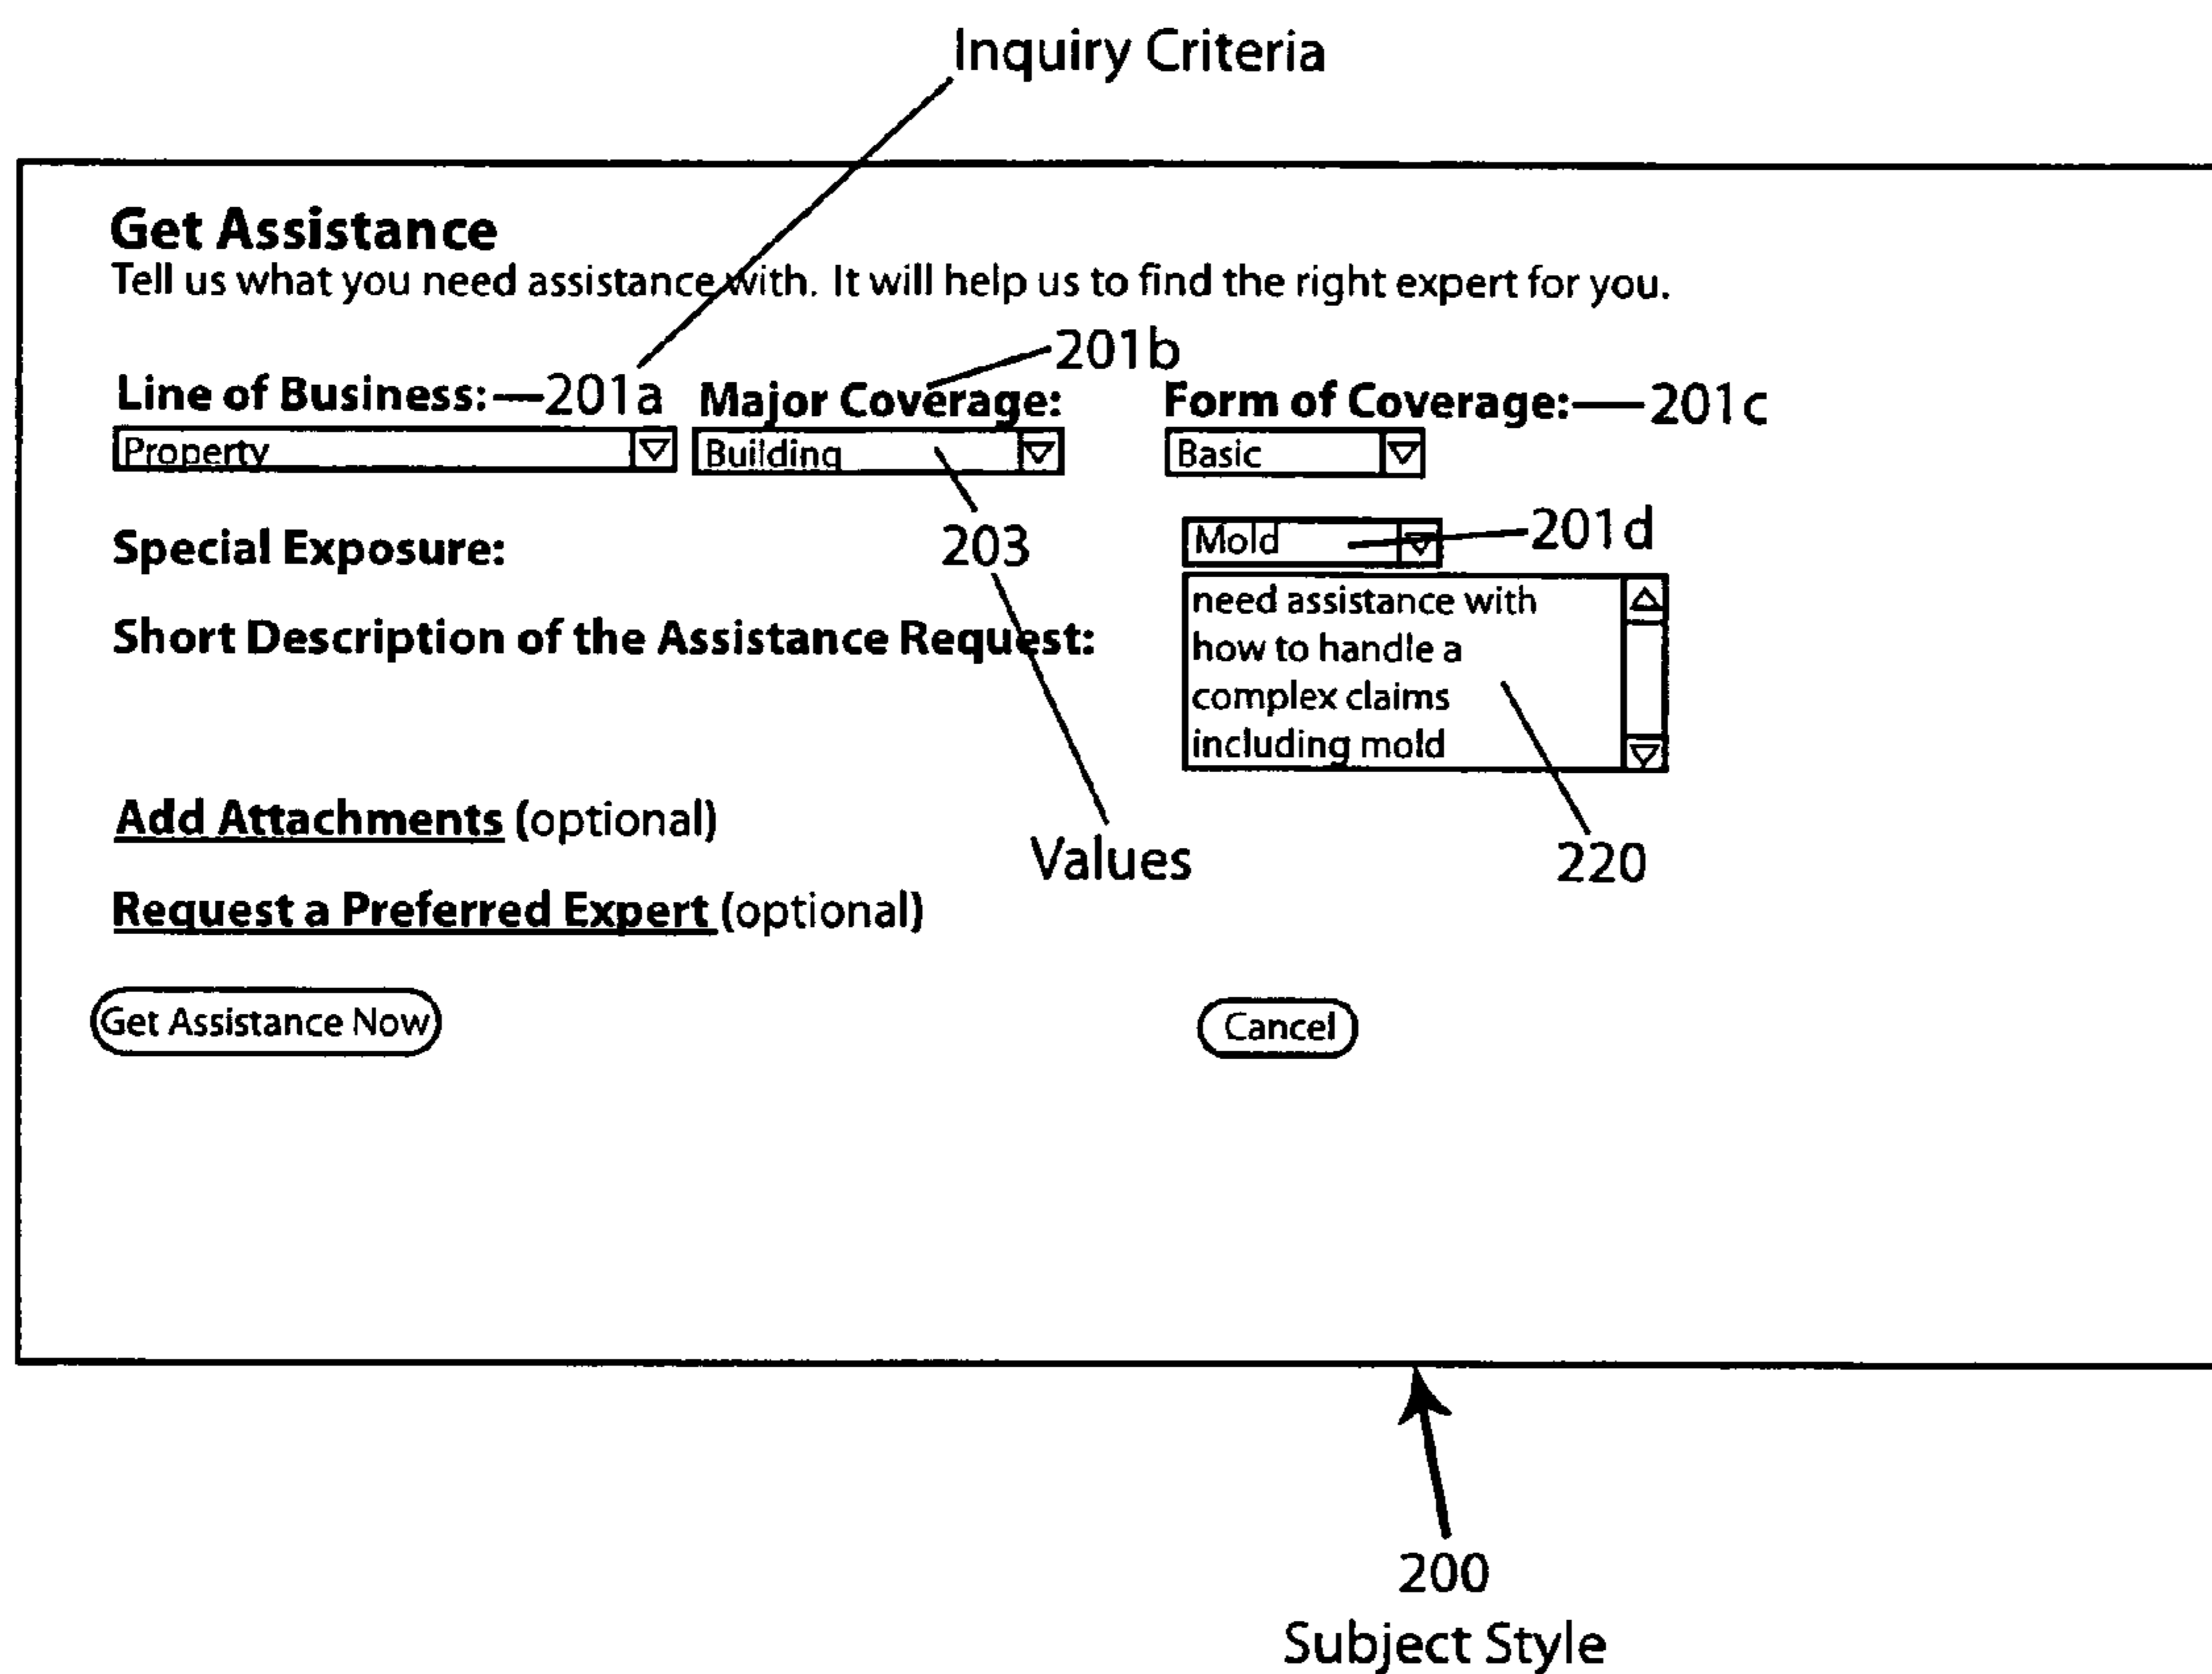 Inquiry Criteria
Get Assistance
Tell us what you need assistance with. It will help us to find the right expert for you.
201b
Line of Business: 201a Major Coverage: Form of Coverage: 201c
Property Building Basic
Special Exposure: 203 Mold 201d
Short Description of the Assistance Request:
need assistance with
how to handle a
complex claims
including mold
Add Attachments (optional)
Values 220
Request a Preferred Expert (optional)
Get Assistance Now Cancel
200
Subject Style